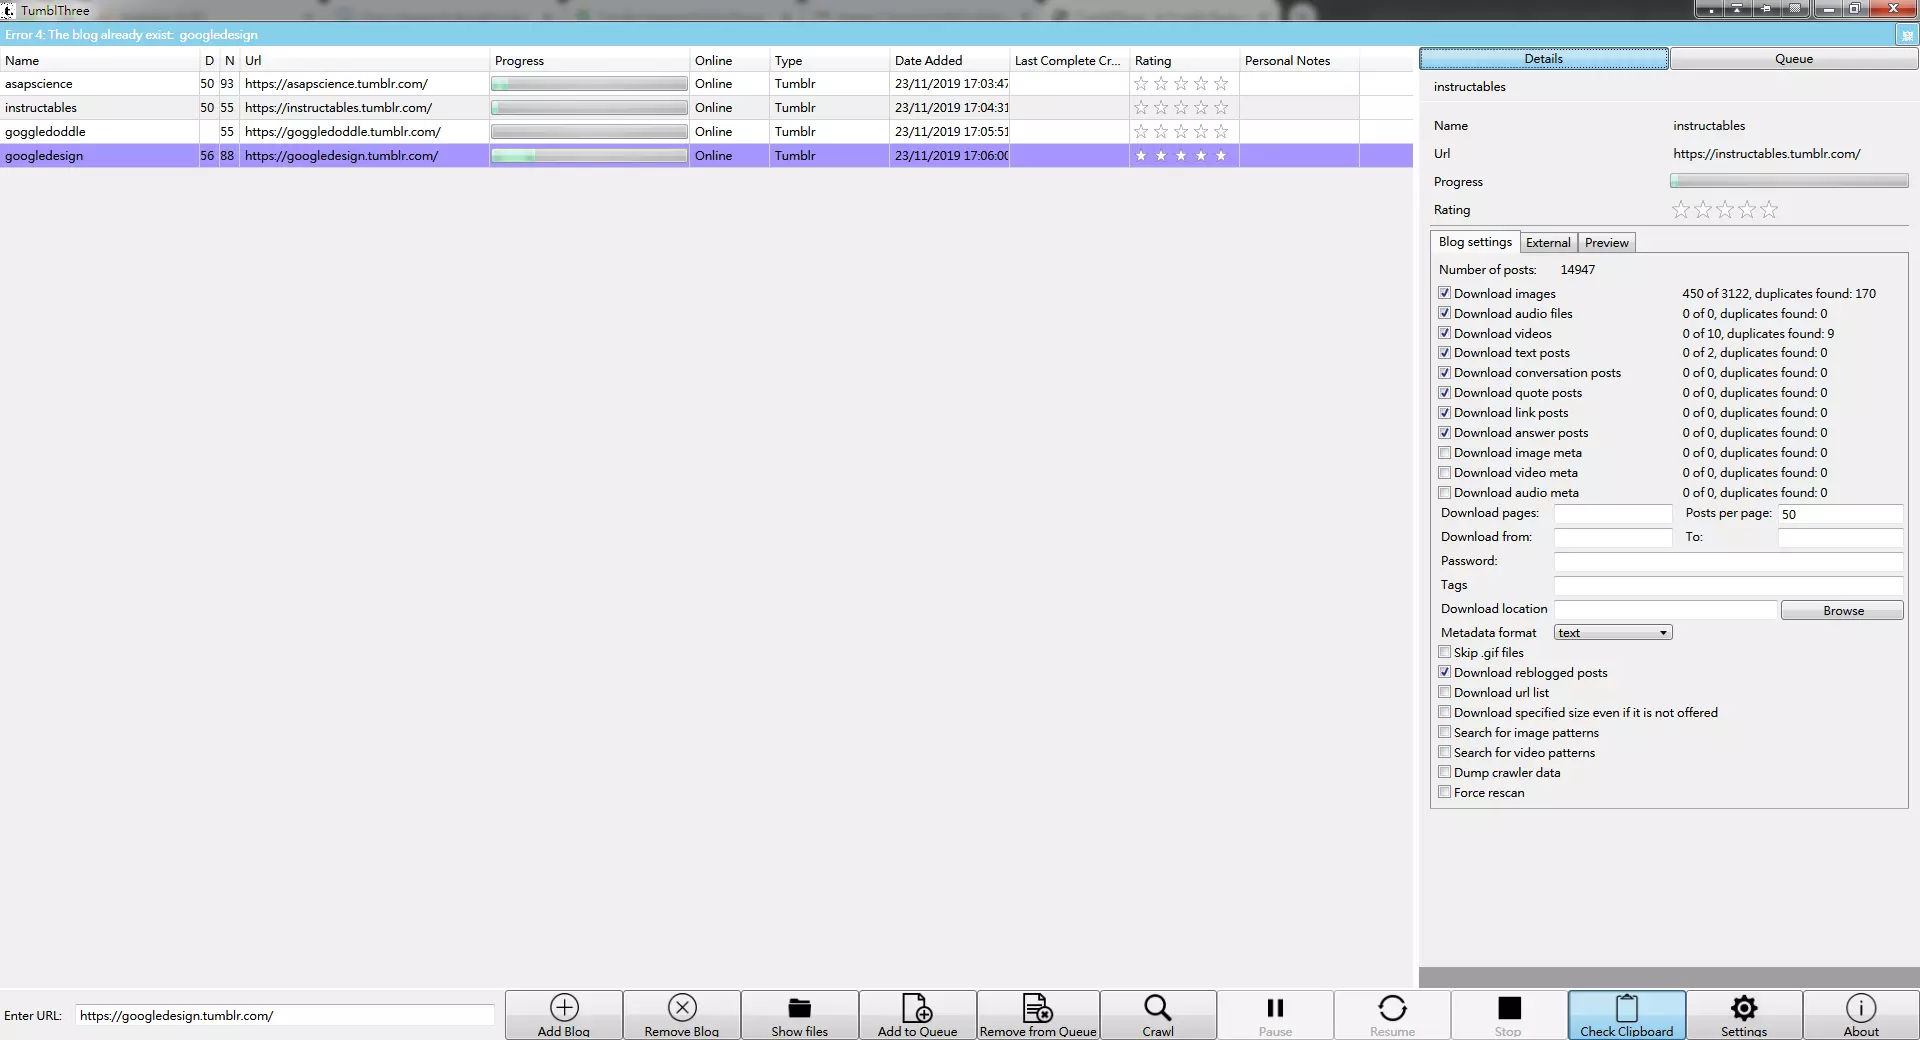 TumblThree
Error 4: The blog already exist: googledesign
Name D N Url Progress Online Type Date Added Last Complete Cr... Rating Personal Notes
asapscience 50 93 https://asapscience.tumblr.com/ Online Tumblr 23/11/2019 17:03:47
instructables 50 55 https://instructables.tumblr.com/ Online Tumblr 23/11/2019 17:04:31
goggledoddle 55 https://goggledoddle.tumblr.com/ Online Tumblr 23/11/2019 17:05:51
googledesign 56 88 https://googledesign.tumblr.com/ Online Tumblr 23/11/2019 17:06:00
Details Queue
instructables
Name instructables
Url https://instructables.tumblr.com/
Progress
Rating
Blog settings External Preview
Number of posts: 14947
Download images 450 of 3122, duplicates found: 170
Download audio files 0 of 0, duplicates found: 0
Download videos 0 of 10, duplicates found: 9
Download text posts 0 of 2, duplicates found: 0
Download conversation posts 0 of 0, duplicates found: 0
Download quote posts 0 of 0, duplicates found: 0
Download link posts 0 of 0, duplicates found: 0
Download answer posts 0 of 0, duplicates found: 0
Download image meta 0 of 0, duplicates found: 0
Download video meta 0 of 0, duplicates found: 0
Download audio meta 0 of 0, duplicates found: 0
Download pages: Posts per page: 50
Download from: To:
Password:
Tags
Download location Browse
Metadata format text
Skip .gif files
Download reblogged posts
Download url list
Download specified size even if it is not offered
Search for image patterns
Search for video patterns
Dump crawler data
Force rescan
Enter URL: https://googledesign.tumblr.com/
Add Blog Remove Blog Show files Add to Queue Remove from Queue Crawl Pause Resume Stop Check Clipboard Settings About